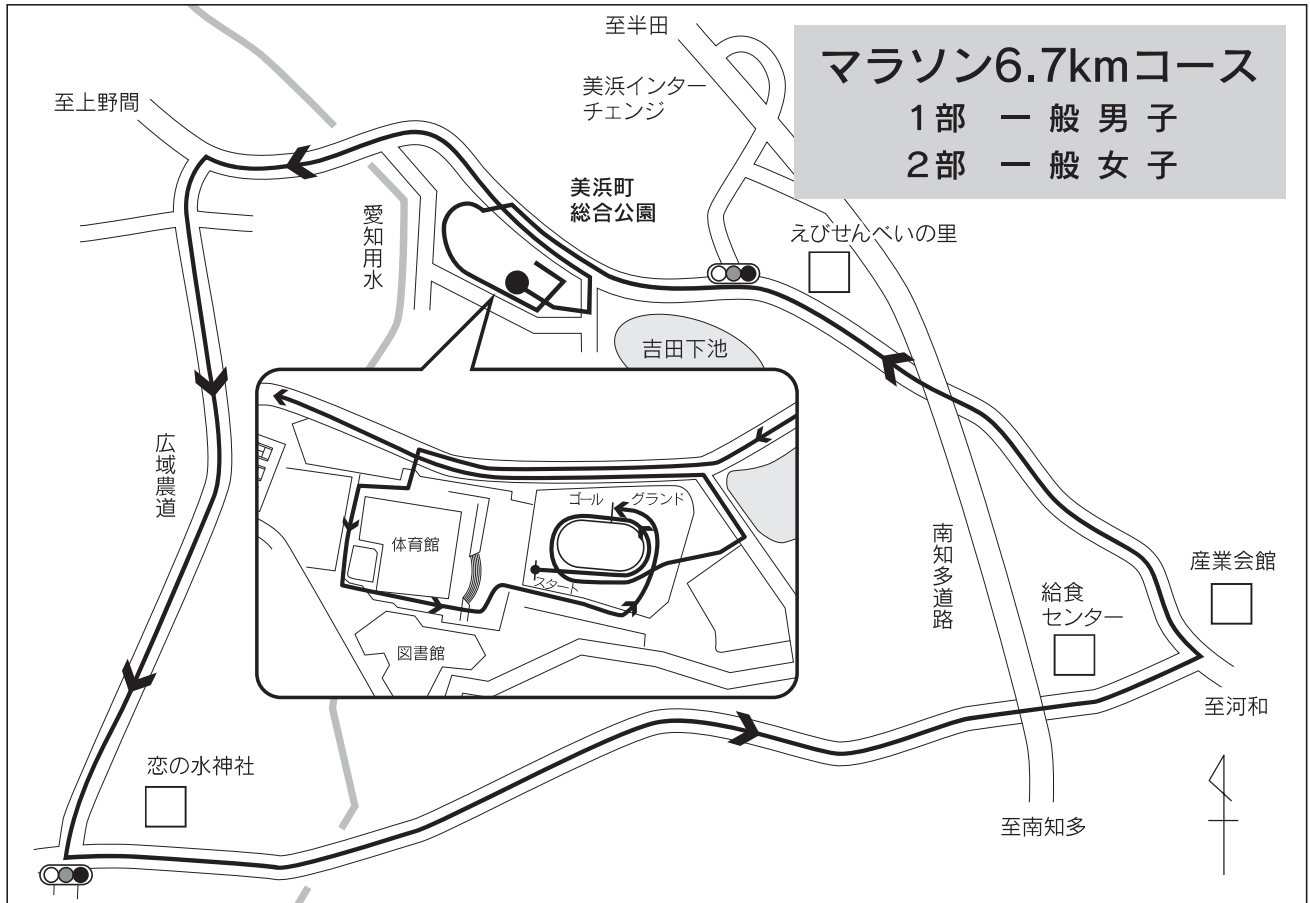 マラソン6.7kmコース
1部 一般男子
2部 一般女子
至半田
美浜インター
チェンジ
至上野間
美浜町
総合公園
愛知用水
えびせんべいの里
吉田下池
広域農道
ゴール
グランド
体育館
スタート
図書館
南知多道路
産業会館
給食
センター
至河和
恋の水神社
至南知多